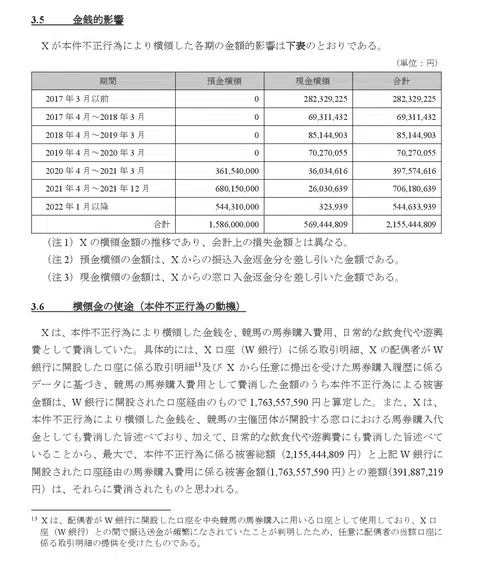 3.5　金銭的影響
Xが本件不正行為により横領した各期の金額的影響は下表のとおりである。
（単位：円）
期間　預金横領　現金横領　合計
2017 年 3 月以前　0　282,329,225　282,329,225
2017 年 4 月～2018 年 3 月　0　69,311,432　69,311,432
2018 年 4 月～2019 年 3 月　0　85,144,903　85,144,903
2019 年 4 月～2020 年 3 月　0　70,270,055　70,270,055
2020 年 4 月～2021 年 3 月　361,540,000　36,034,616　397,574,616
2021 年 4 月～2021 年 12 月　680,150,000　26,030,639　706,180,639
2022 年 1 月以降　544,310,000　323,939　544,633,939
合計　1,586,000,000　569,444,809　2,155,444,809
（注 1）X の横領金額の推移であり、会計上の損失金額とは異なる。
（注 2）預金横領の金額は、X からの振込入金返金分を差し引いた金額である。
（注 3）現金横領の金額は、X からの窓口入金返金分を差し引いた金額である。
3.6　横領金の使途（本件不正行為の動機）
X は、本件不正行為により横領した金銭を、競馬の馬券購入費用、日常的な飲食代や遊興
費として費消していた。具体的には、X 口座（W 銀行）に係る取引明細、X の配偶者が W
銀行に開設した口座に係る取引明細13及び X から任意に提出を受けた馬券購入履歴に係る
データに基づき、競馬の馬券購入費用として費消した金額のうち本件不正行為による被害
金額は、W 銀行に開設された口座経由のもので 1,763,557,590 円と算定した。また、X は、
本件不正行為により横領した金銭を、競馬の主催団体が開設する窓口における馬券購入代
金としても費消した旨述べており、加えて、日常的な飲食代や遊興費にも費消した旨述べて
いることから、最大で、本件不正行為に係る被害総額（2,155,444,809 円）と上記 W 銀行に
開設された口座経由の馬券購入費用に係る被害金額（1,763,557,590 円）との差額（391,887,219
円）は、それらに費消されたものと思われる。
13 X は、配偶者が W 銀行に開設した口座を中央競馬の馬券購入に用いる口座として使用しており、X 口
座（W 銀行）との間で振込送金が頻繁になされていたことが判明したため、任意に配偶者の当該口座に
係る取引明細の提供を受けたものである。